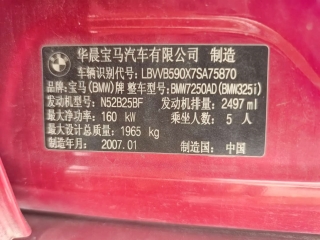 华晨宝马汽车有限公司 制造
车辆识别代号: LBVVB590X7SA75870
品牌: 宝马(BMW)牌 整车型号: BMW7250AD(BMW325i)
发动机型号: N52B25BF 发动机排量: 2497 ml
最大净功率: 160 kW 乘坐人数: 5 人
最大设计总质量: 1965 kg
制造年月: 2007.01 制造国: 中国